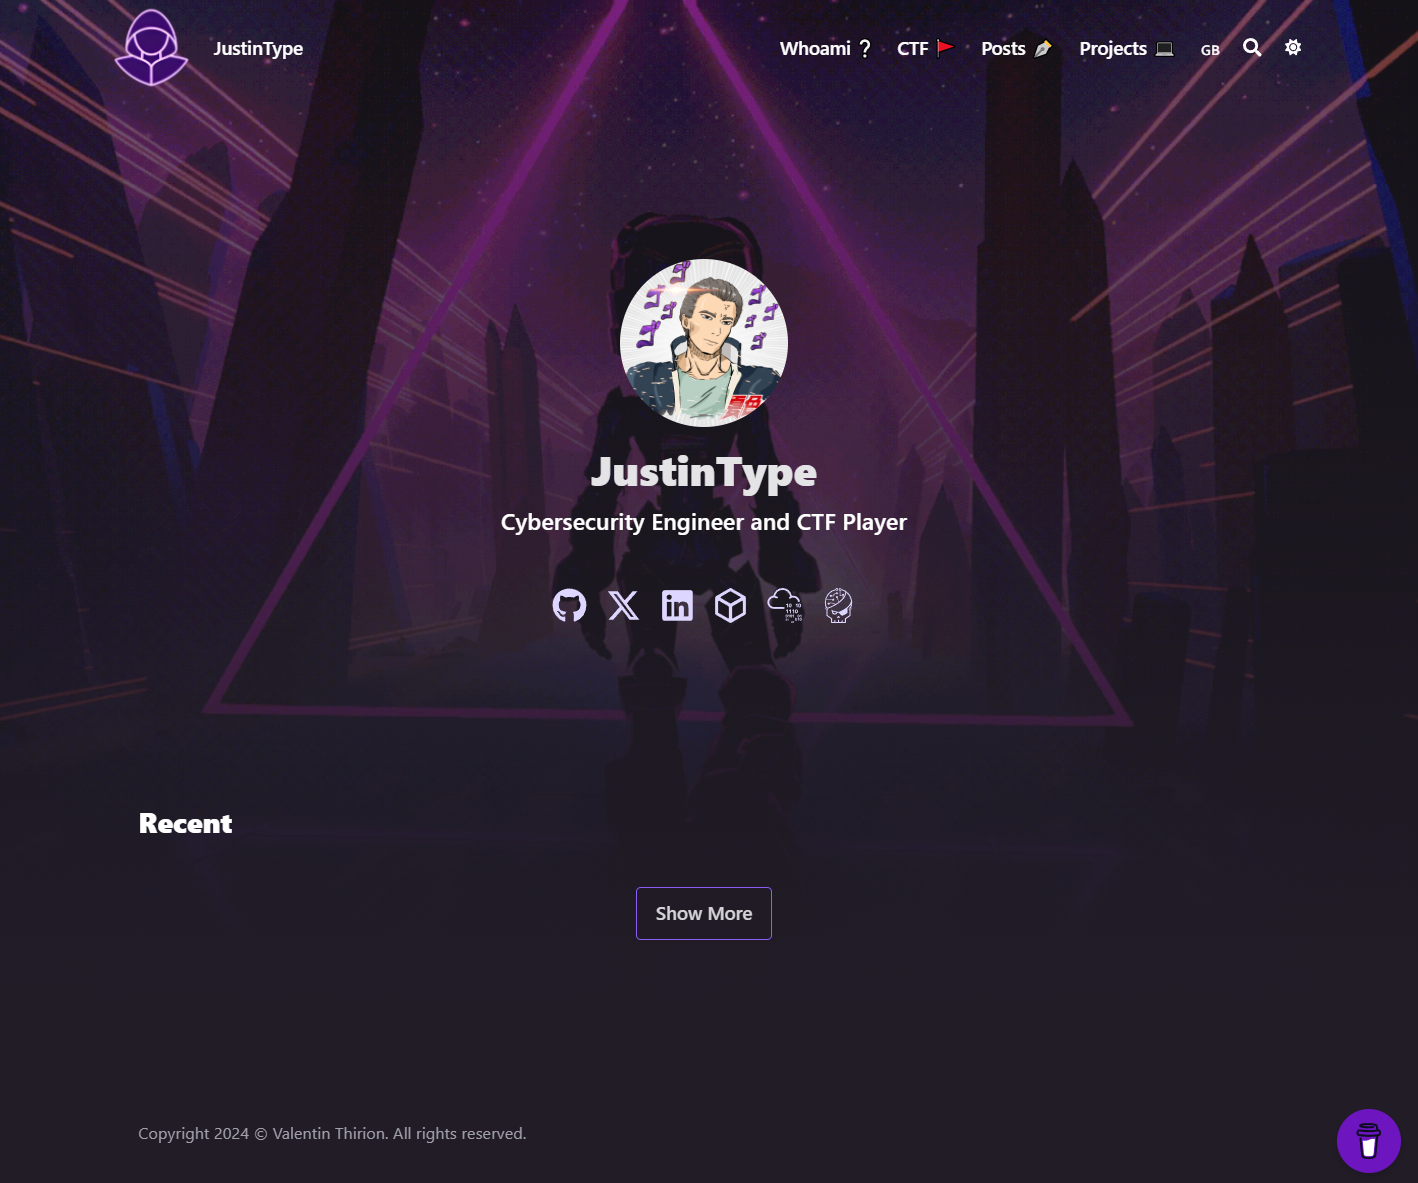 JustinType
Whoami ❔ CTF 🚩 Posts ✒️ Projects 💻 GB
JustinType
Cybersecurity Engineer and CTF Player
Recent
Show More
Copyright 2024 © Valentin Thirion. All rights reserved.